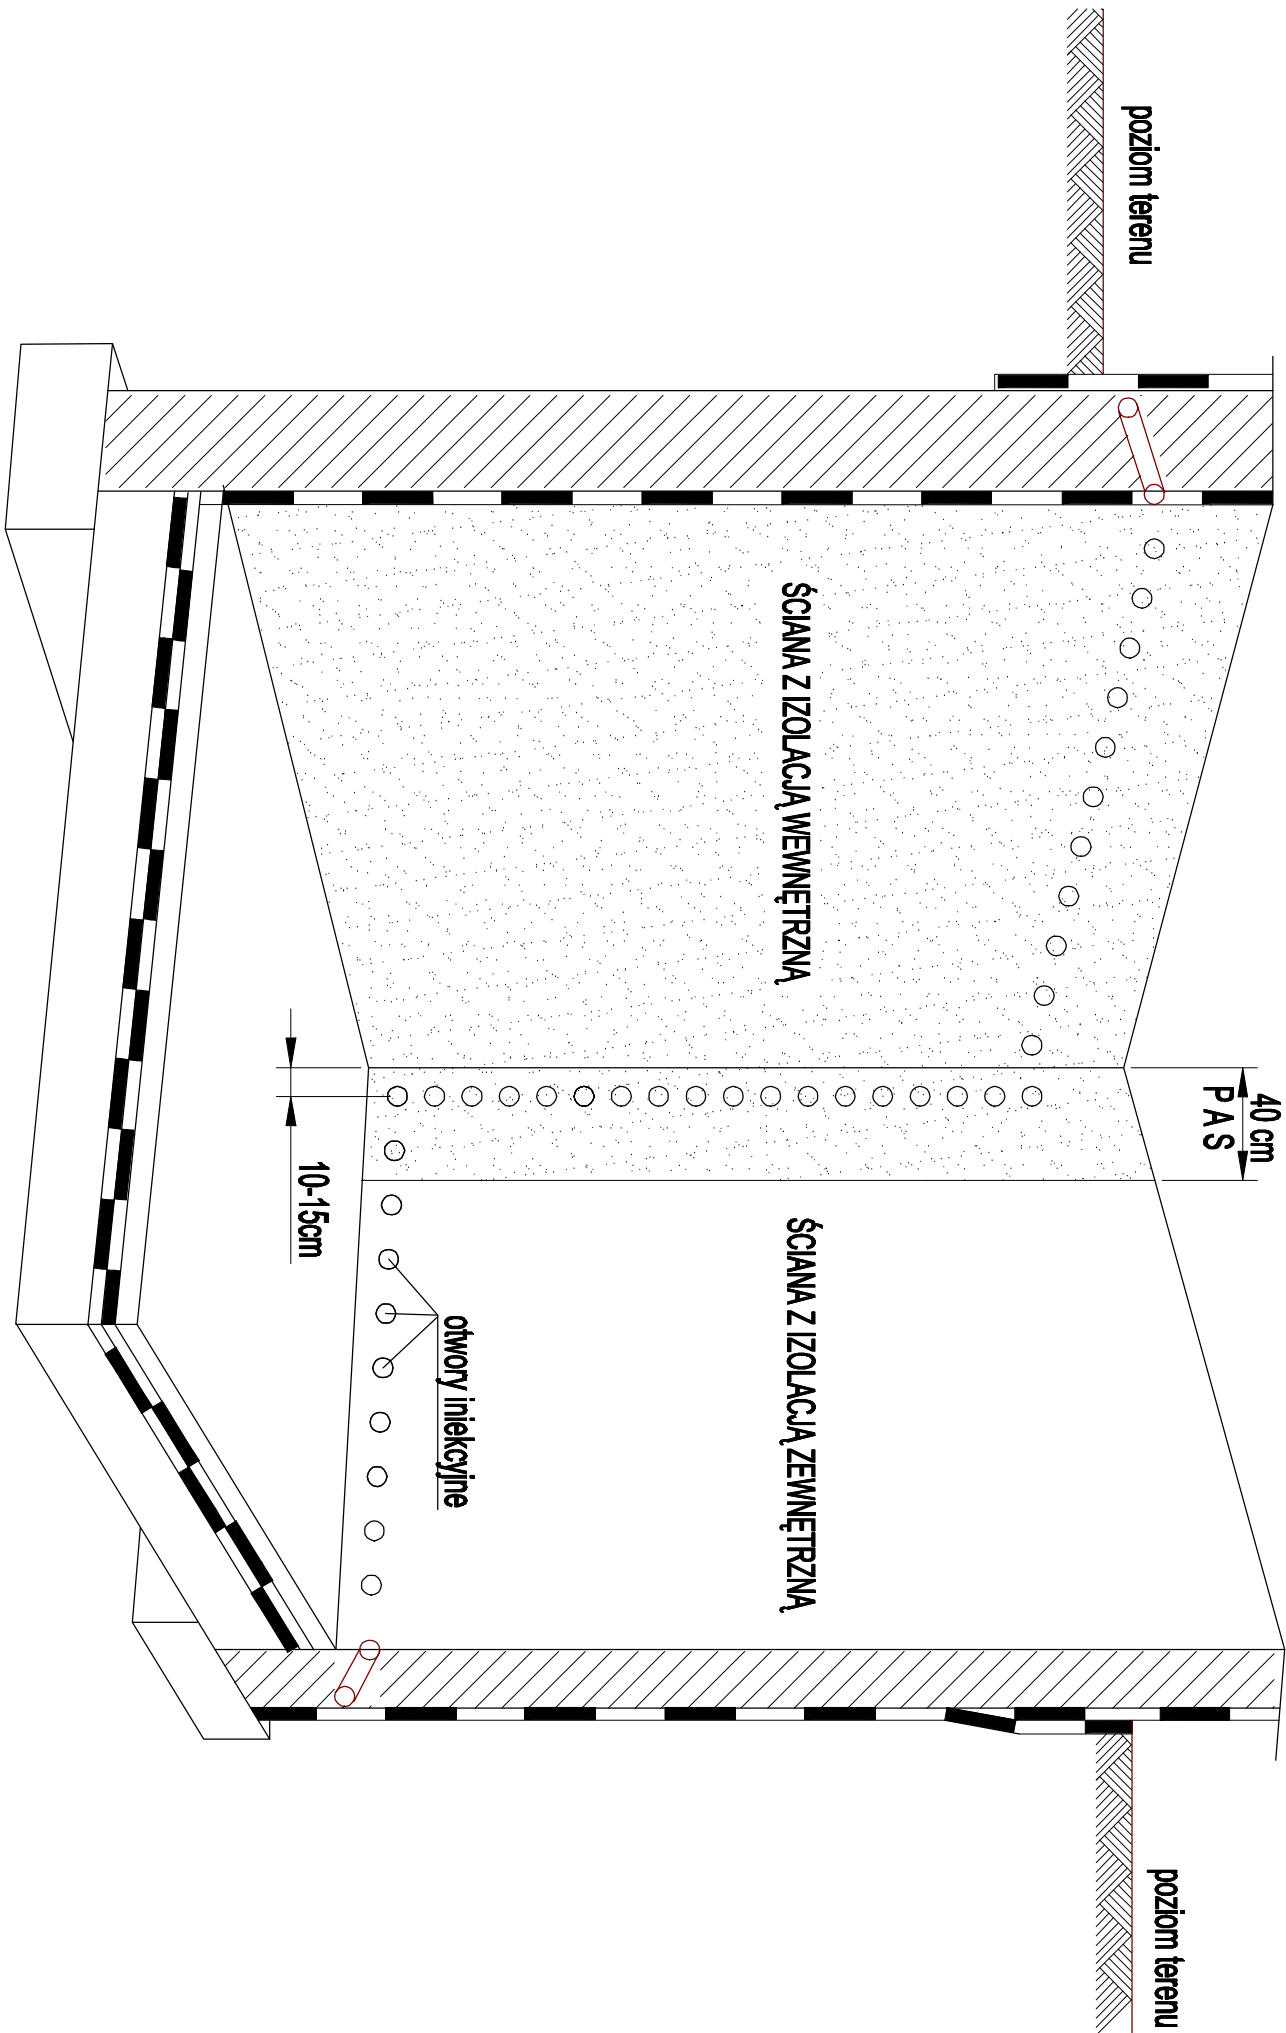 poziom terenu
40 cm
P A S
ŚCIANA Z IZOLACJĄ WEWNĘTRZNĄ
ŚCIANA Z IZOLACJĄ ZEWNĘTRZNĄ
poziom terenu
otwory iniekcyjne
10-15cm